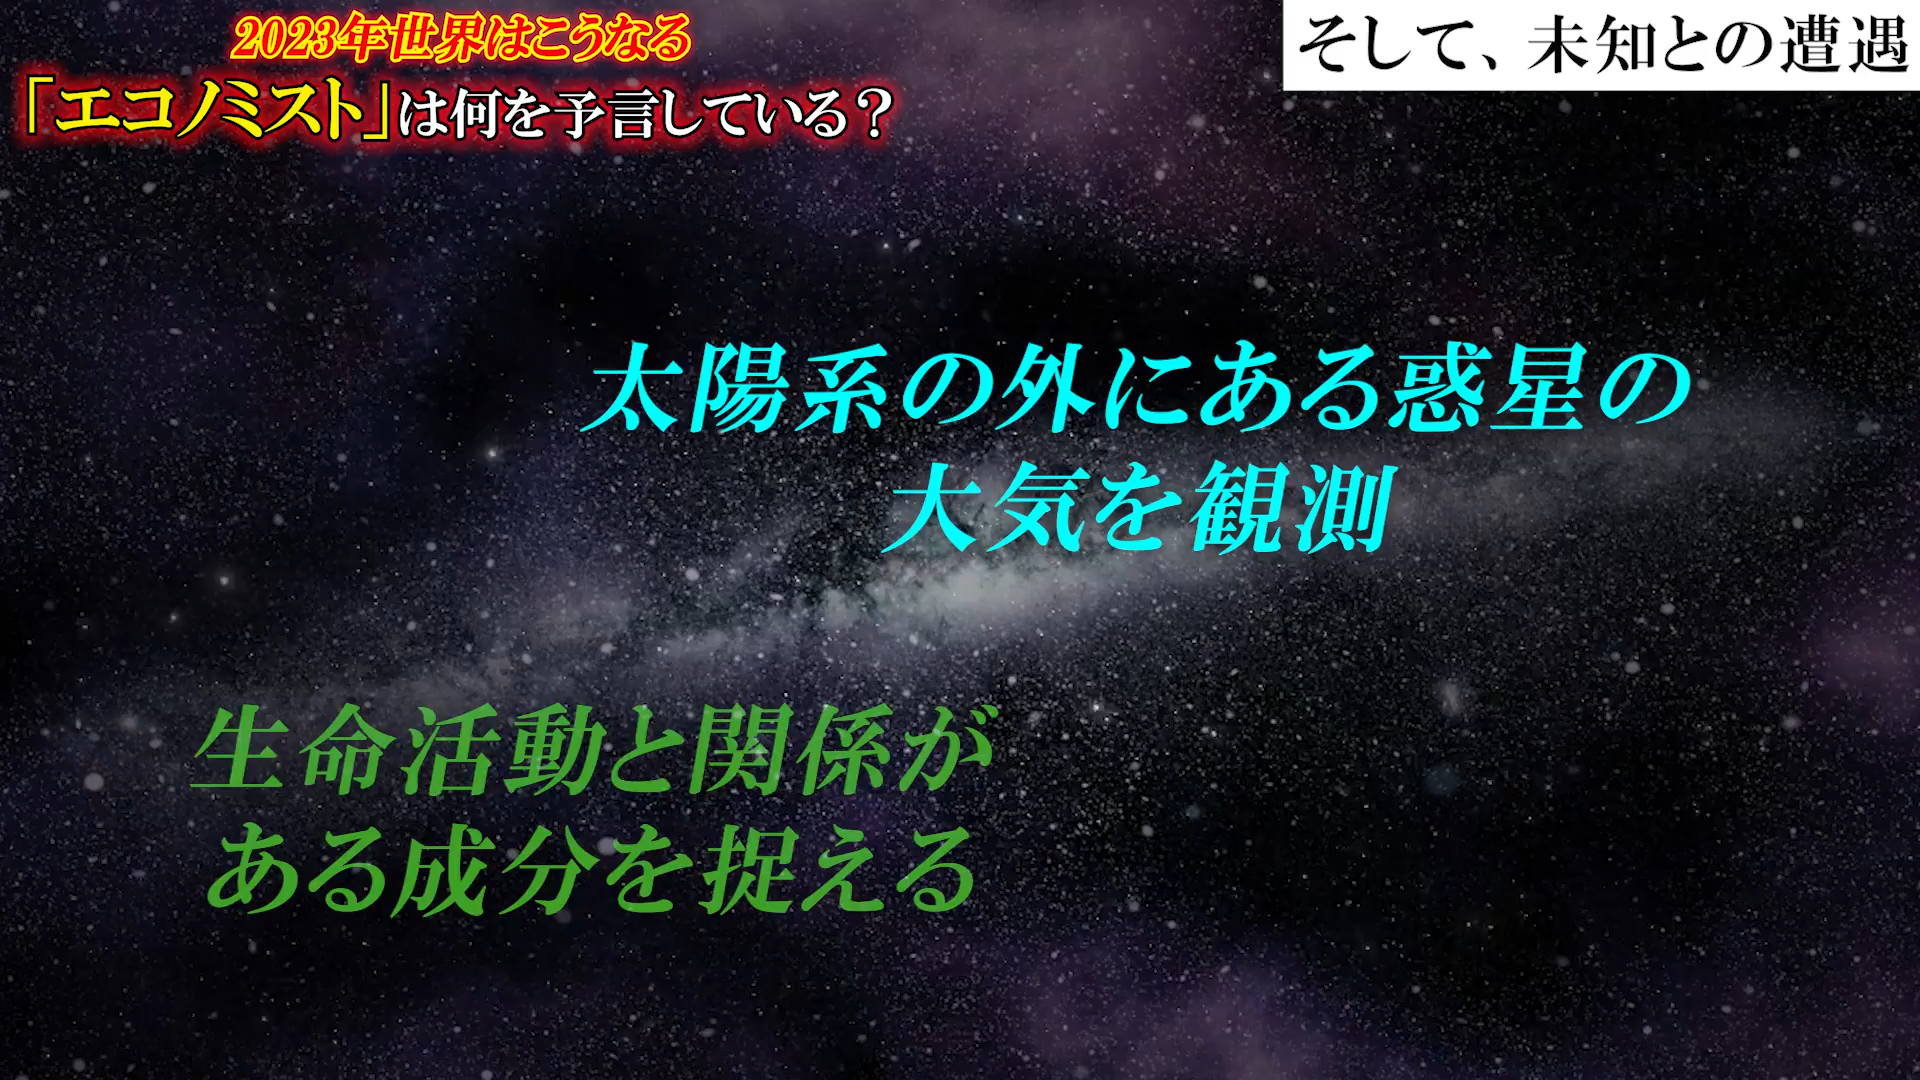 2023年世界はこうなる
「エコノミスト」は何を予言している？
そして、未知との遭遇
太陽系の外にある惑星の
大気を観測
生命活動と関係が
ある成分を捉える